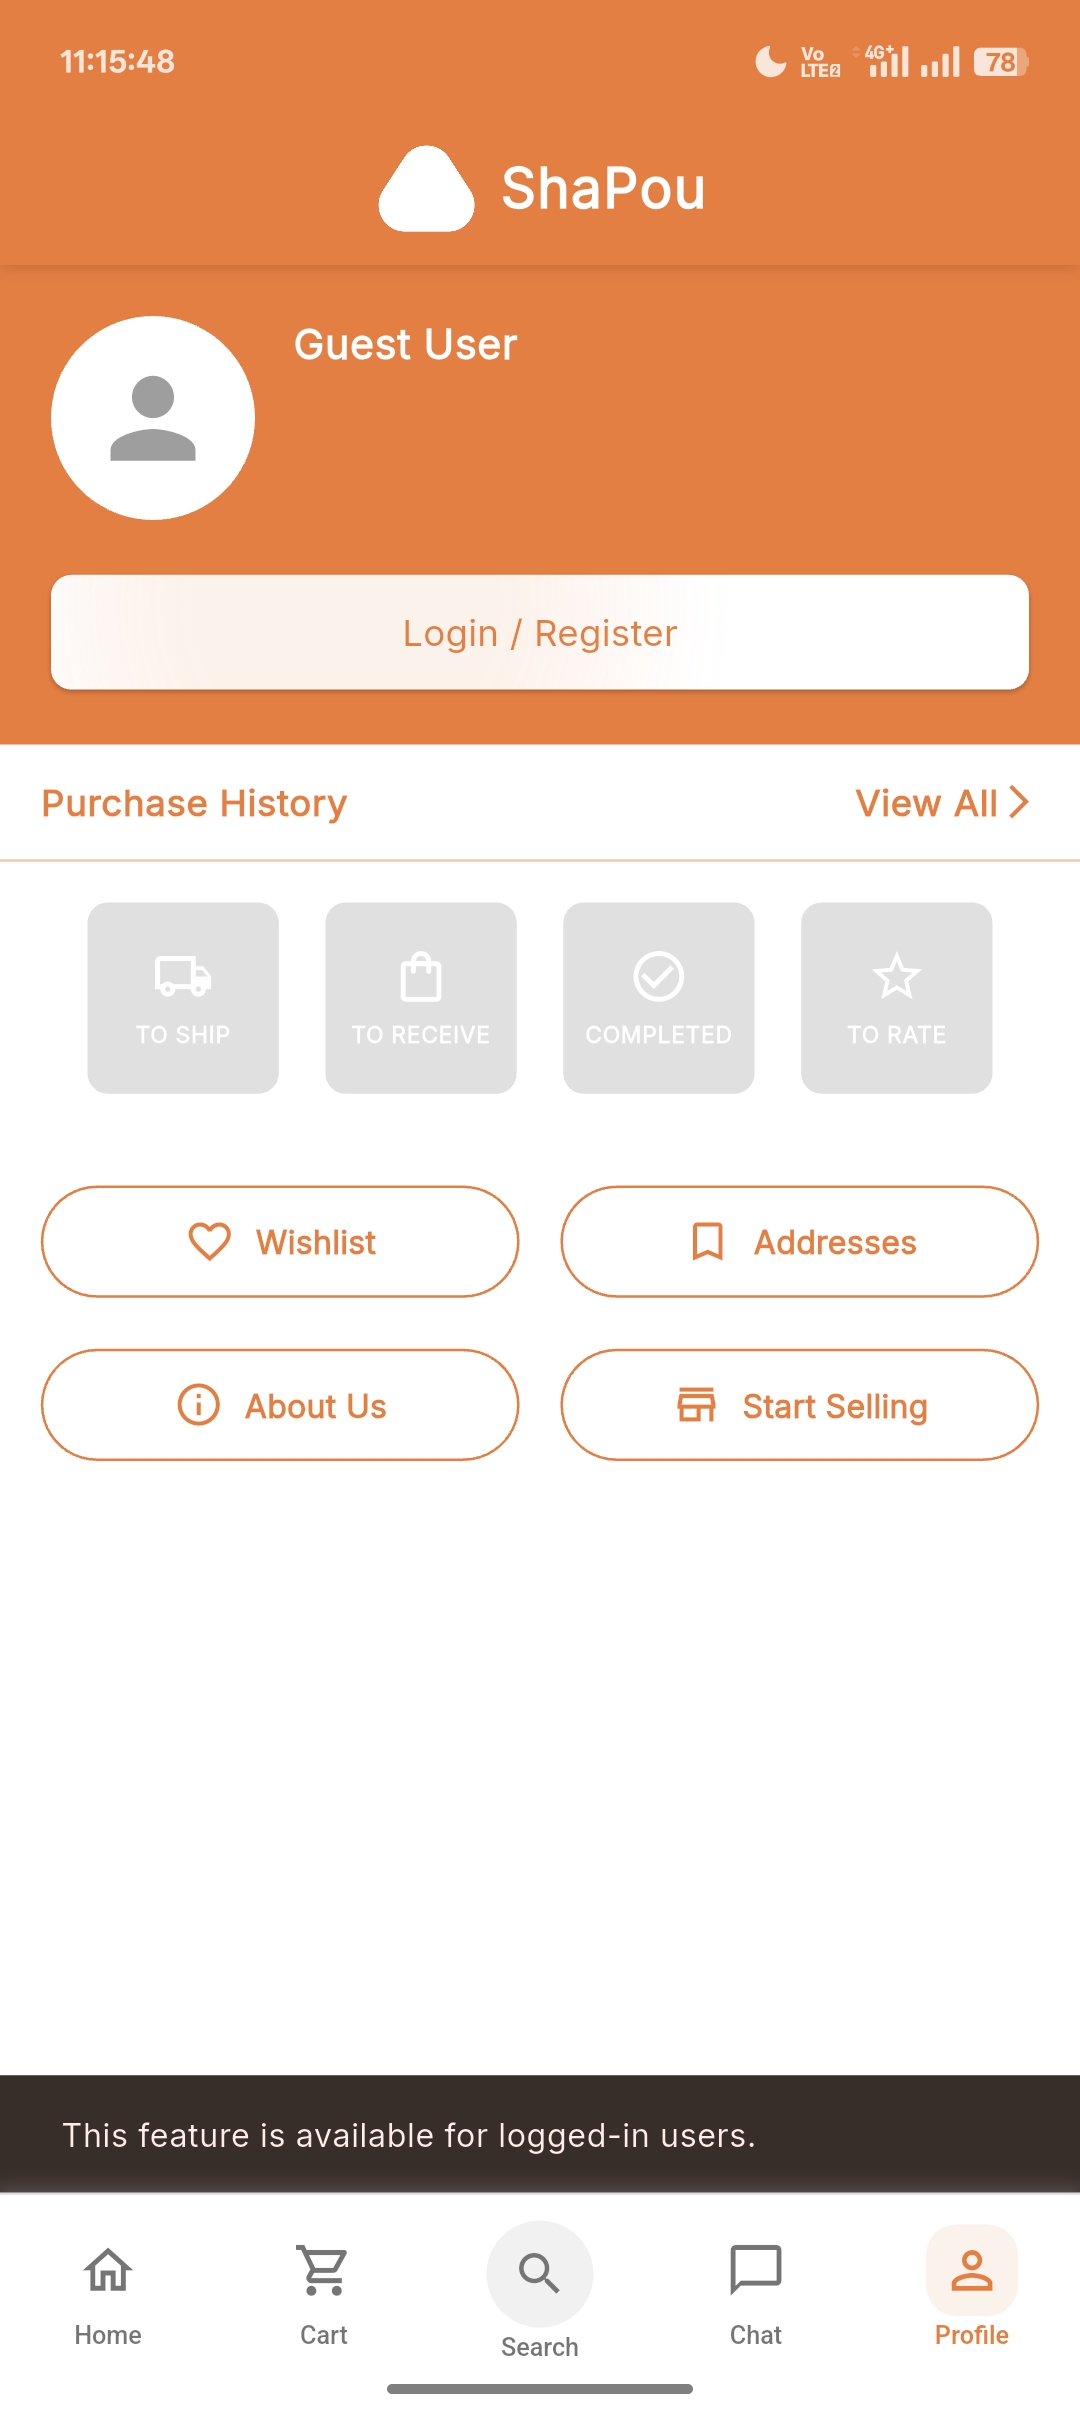 11:15:48
Vo LTE2 4G+ 78
ShaPou
Guest User
Login / Register
Purchase History View All
TO SHIP TO RECEIVE COMPLETED TO RATE
Wishlist Addresses
About Us Start Selling
This feature is available for logged-in users.
Home Cart Search Chat Profile